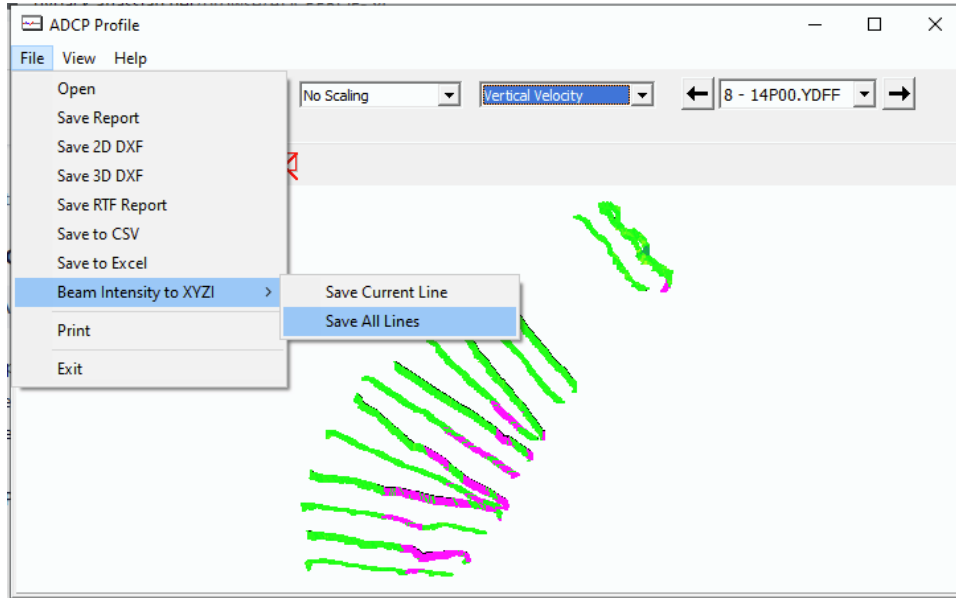 ADCP Profile
File View Help
No Scaling
Vertical Velocity
8 - 14P00.YDFF
Open
Save Report
Save 2D DXF
Save 3D DXF
Save RTF Report
Save to CSV
Save to Excel
Beam Intensity to XYZI
Save Current Line
Save All Lines
Print
Exit